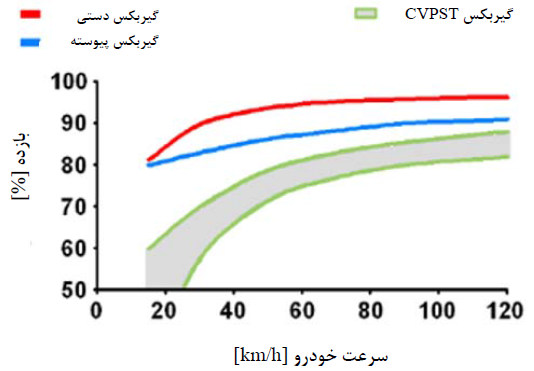 گیربکس دستی
گیربکس پیوسته
گیربکس CVPST
100
90
80
70
60
50
0 20 40 60 80 100 120
بازده [%]
سرعت خودرو [km/h]